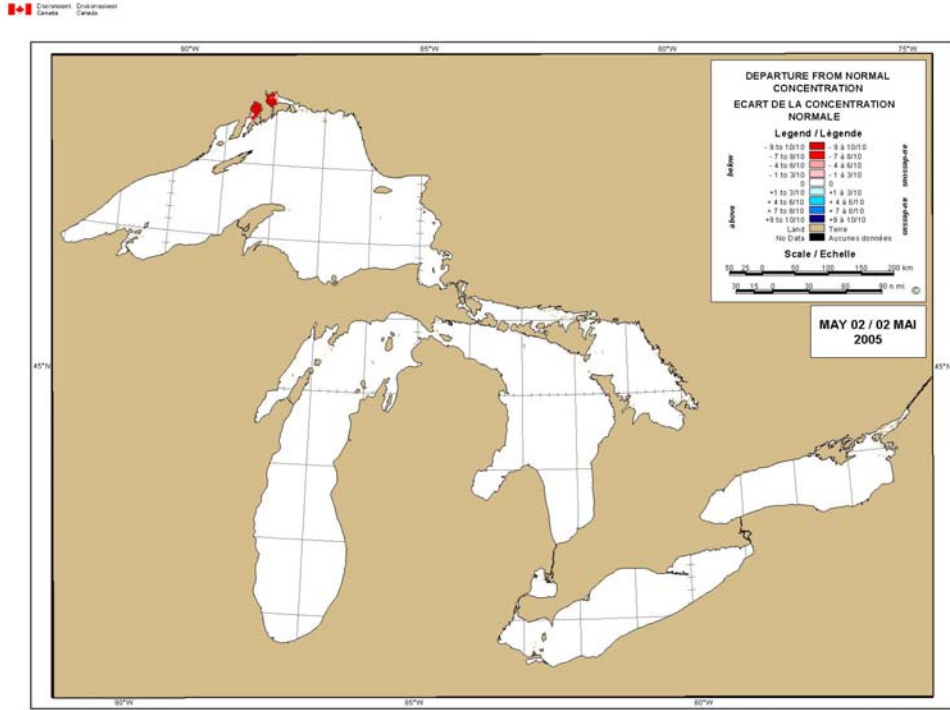 Environment Environnement
Canada Canada
90°W 85°W 80°W 75°W
DEPARTURE FROM NORMAL
CONCENTRATION
ECART DE LA CONCENTRATION
NORMALE
Legend / Légende
below
- 9 to 10/10 - 9 à 10/10
- 7 to 8/10 - 7 à 8/10
- 4 to 6/10 - 4 à 6/10
- 1 to 3/10 - 1 à 3/10
0 0
above
+1 to 3/10 +1 à 3/10
+ 4 to 6/10 + 4 à 6/10
+ 7 to 8/10 + 7 à 8/10
+9 to 10/10 +9 à 10/10
Land Terre
No Data Aucunes données
au-dessous
au-dessus
Scale / Echelle
50 25 0 50 100 150 200 km
30 15 0 30 60 90 n mi. ©
MAY 02 / 02 MAI
2005
45°N 45°N
90°W 85°W 80°W